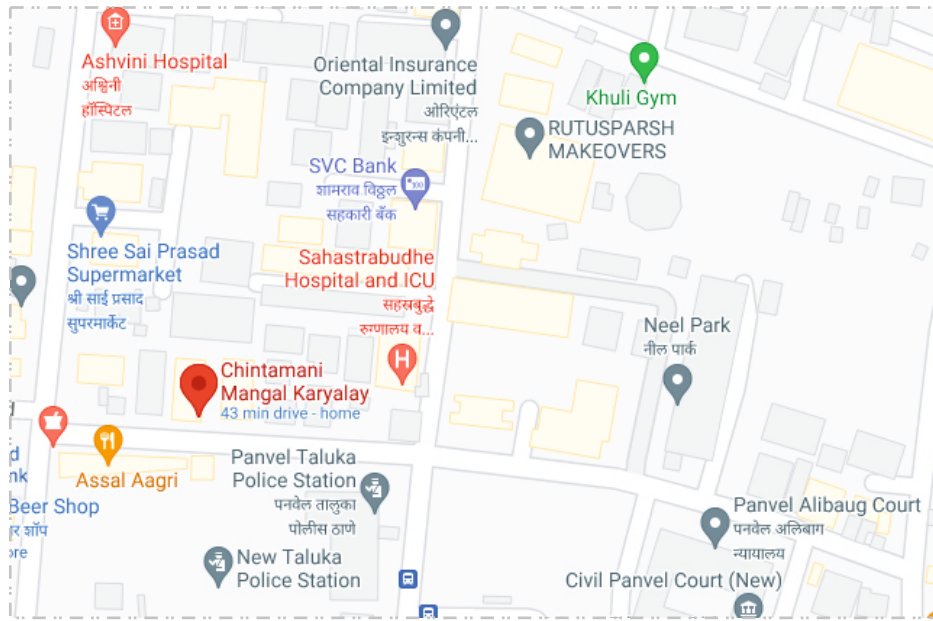 Ashvini Hospital
अश्विनी
हॉस्पिटल
Oriental Insurance
Company Limited
ओरिएंटल
इन्शुरन्स कंपनी...
Khuli Gym
RUTUSPARSH
MAKEOVERS
SVC Bank
शामराव विठ्ठल
सहकारी बँक
100
Shree Sai Prasad
Supermarket
श्री साई प्रसाद
सुपरमार्केट
Sahastrabudhe
Hospital and ICU
सहस्रबुद्धे
रुग्णालय व...
H
Neel Park
नील पार्क
Chintamani
Mangal Karyalay
43 min drive - home
d
d
nk
Assal Aagri
Beer Shop
र शॉप
ore
Panvel Taluka
Police Station
पनवेल तालुका
पोलीस ठाणे
New Taluka
Police Station
Panvel Alibaug Court
पनवेल अलिबाग
न्यायालय
Civil Panvel Court (New)